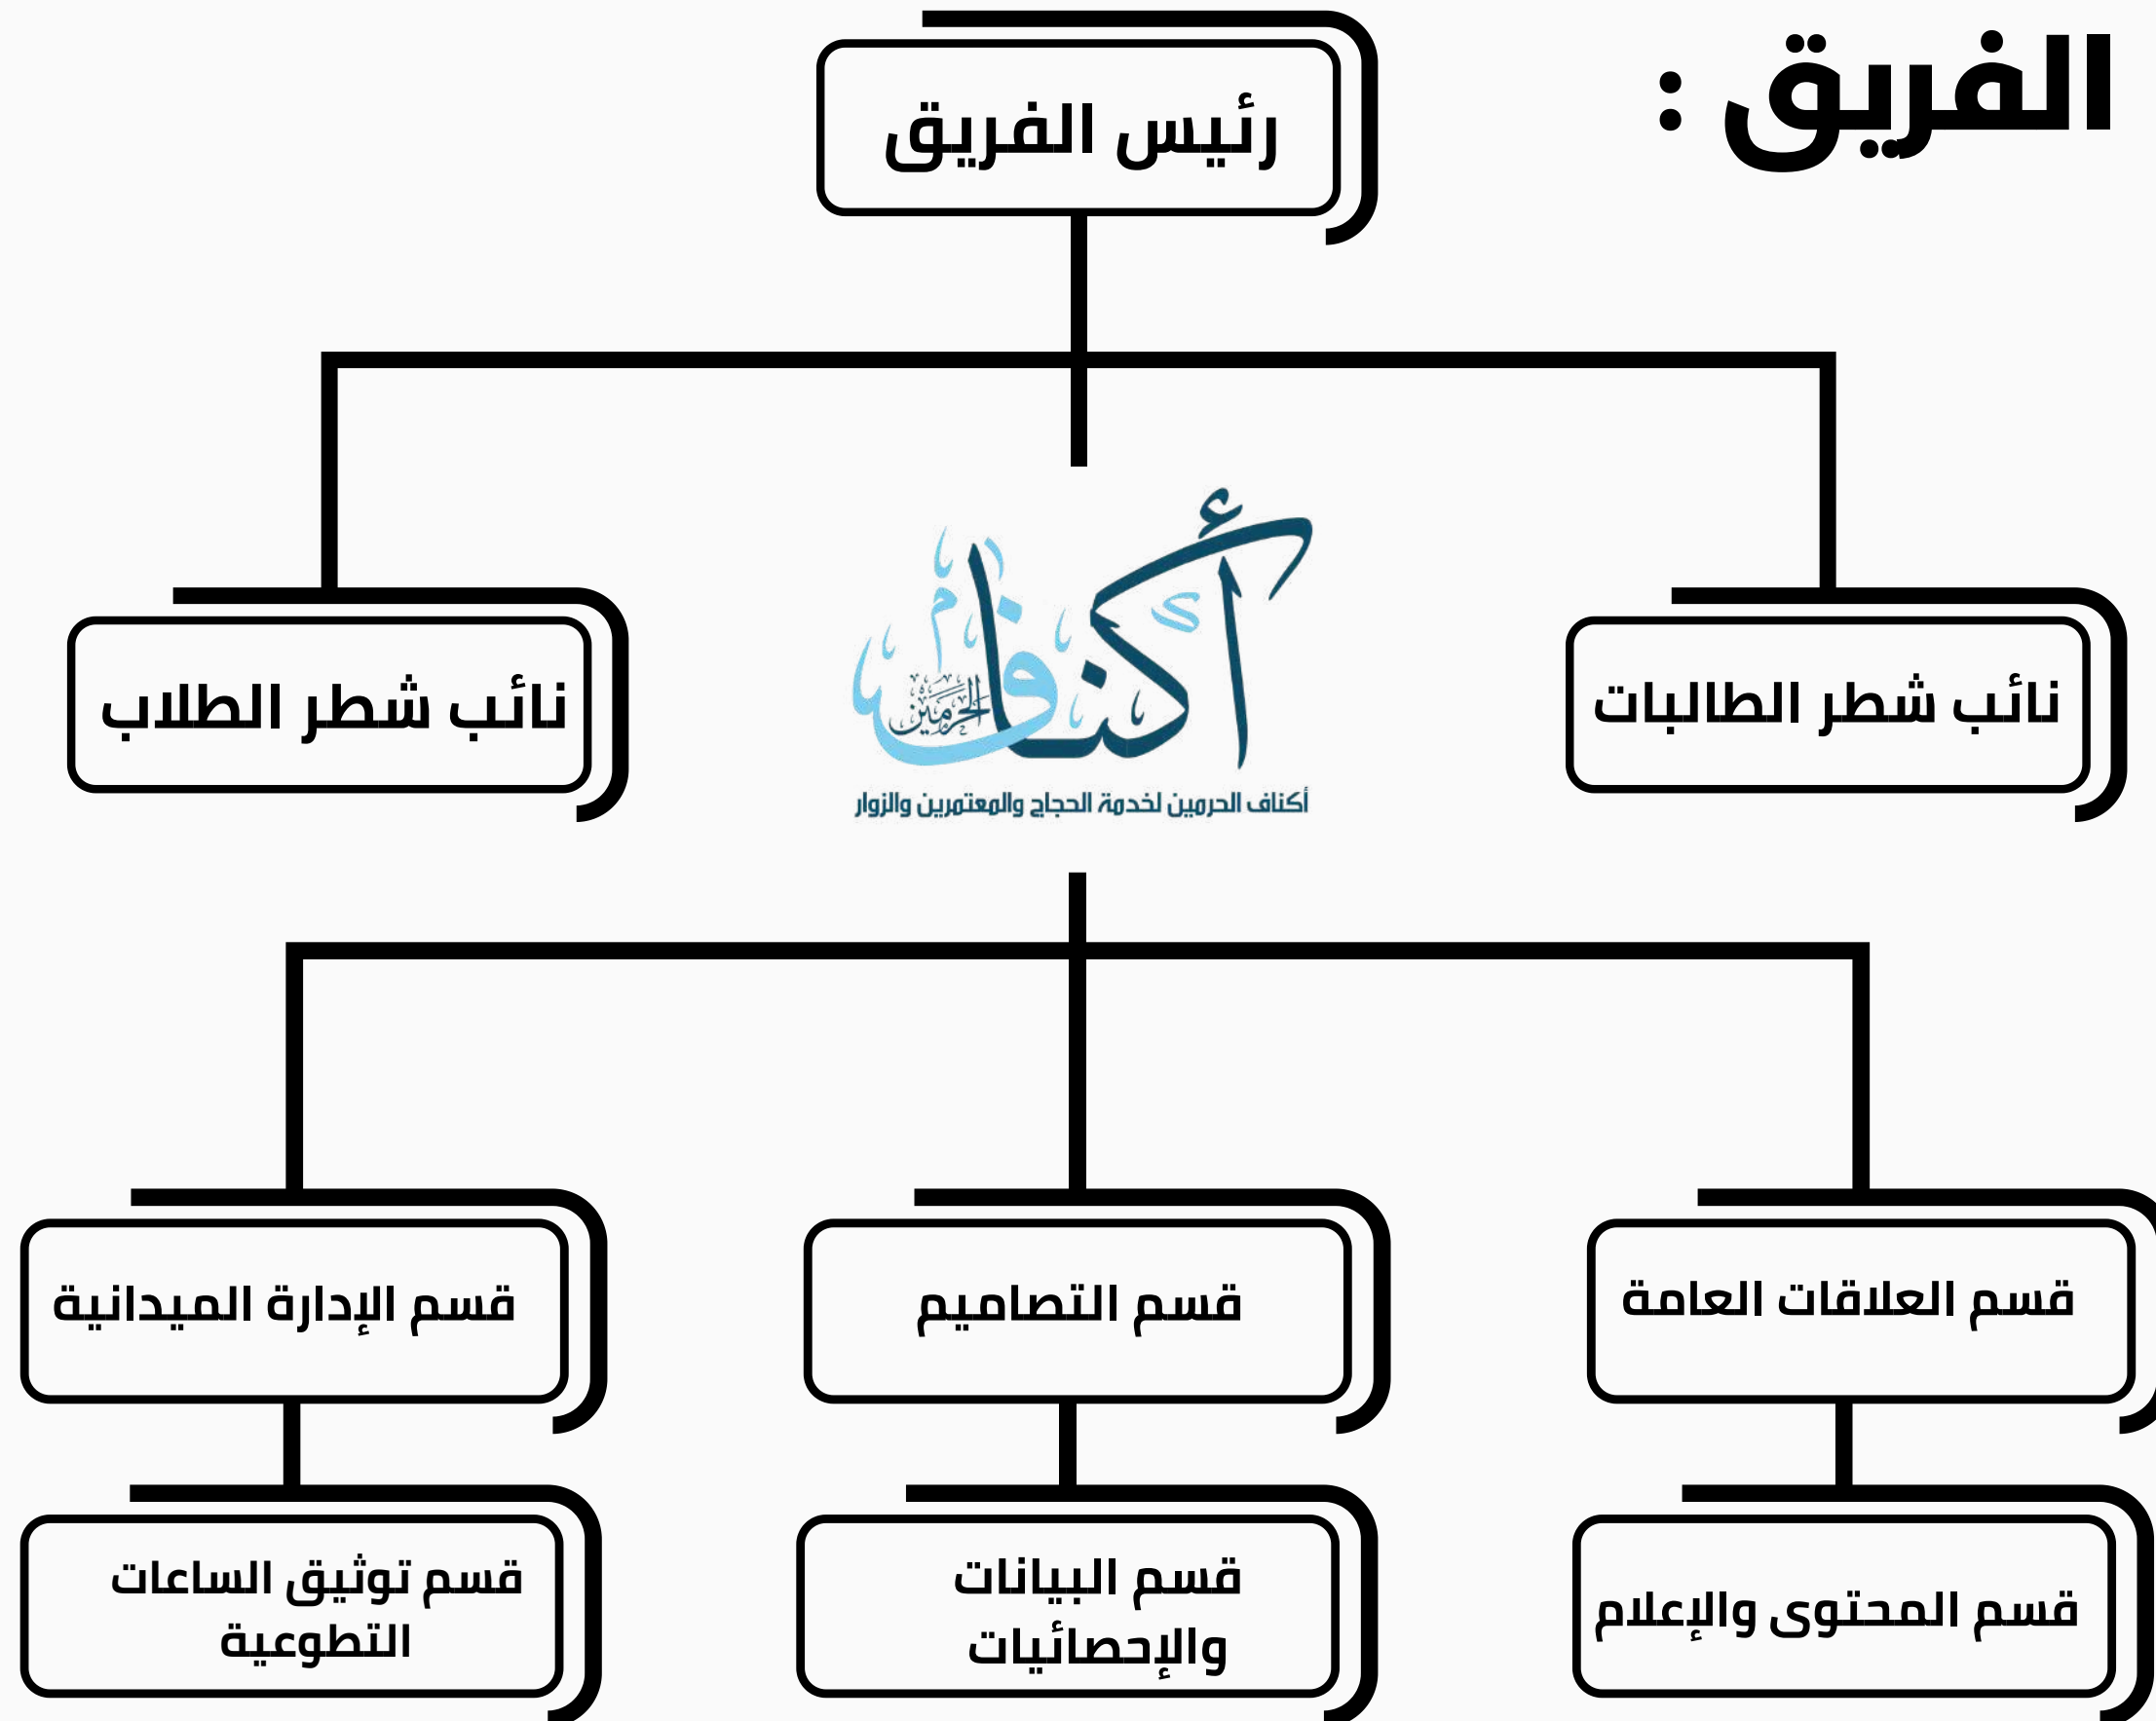 الفريق :
رئيس الفريق
نائب شطر الطالبات
نائب شطر الطلاب
أكناف
الحرمين
أكناف الحرمين لخدمة الحجاج والمعتمرين والزوار
قسم العلاقات العامة
قسم التصاميم
قسم الإدارة الميدانية
قسم المحتوى والإعلام
قسم البيانات
والإحصائيات
قسم توثيق الساعات
التطوعية